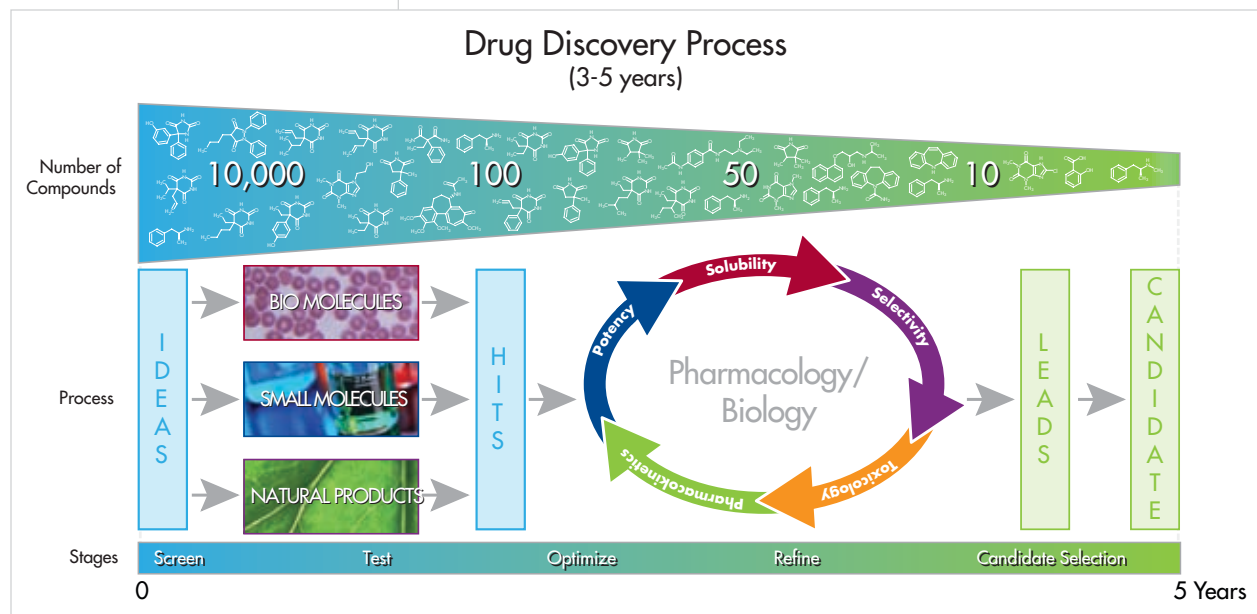 Drug Discovery Process
(3-5 years)
Number of
Compounds
10,000
100
50
10
Process
IDEAS
BIO MOLECULES
SMALL MOLECULES
NATURAL PRODUCTS
HITS
Potency
Solubility
Selectivity
Toxicology
Pharmacokinetics
Pharmacology/
Biology
LEADS
CANDIDATE
Stages
Screen
Test
Optimize
Refine
Candidate Selection
0
5 Years